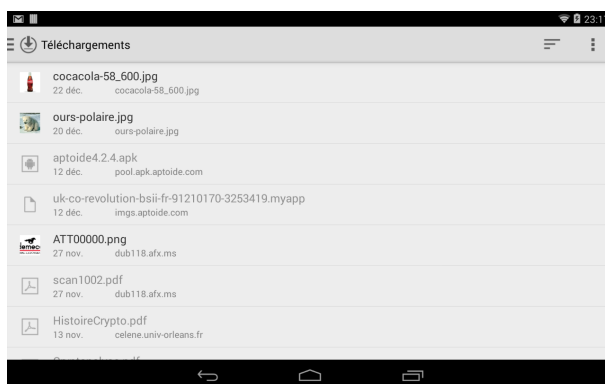 23:1
Téléchargements
cocacola-58_600.jpg
22 déc. cocacola-58_600.jpg
ours-polaire.jpg
20 déc. ours-polaire.jpg
aptoide4.2.4.apk
12 déc. pool.apk.aptoide.com
uk-co-revolution-bsii-fr-91210170-3253419.myapp
12 déc. imgs.aptoide.com
ATT00000.png
27 nov. dub118.afx.ms
scan1002.pdf
27 nov. dub118.afx.ms
HistoireCrypto.pdf
13 nov. celene.univ-orleans.fr